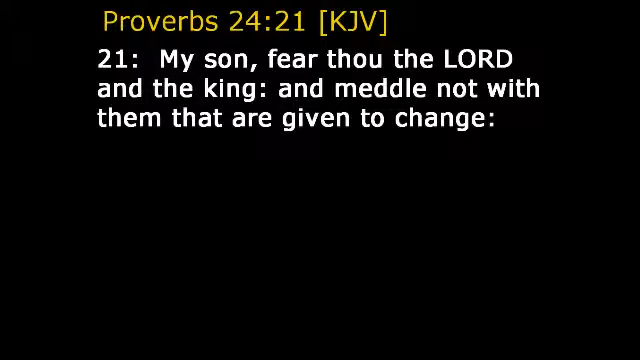 Proverbs 24:21 [KJV]
21:  My son, fear thou the LORD
and the king: and meddle not with
them that are given to change: